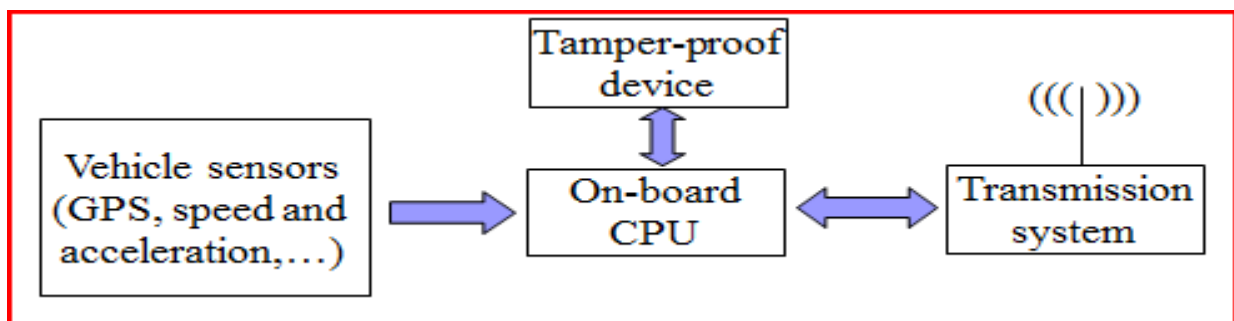 Tamper-proof
device
Vehicle sensors
(GPS, speed and
acceleration,…)
On-board
CPU
((( )))
Transmission
system